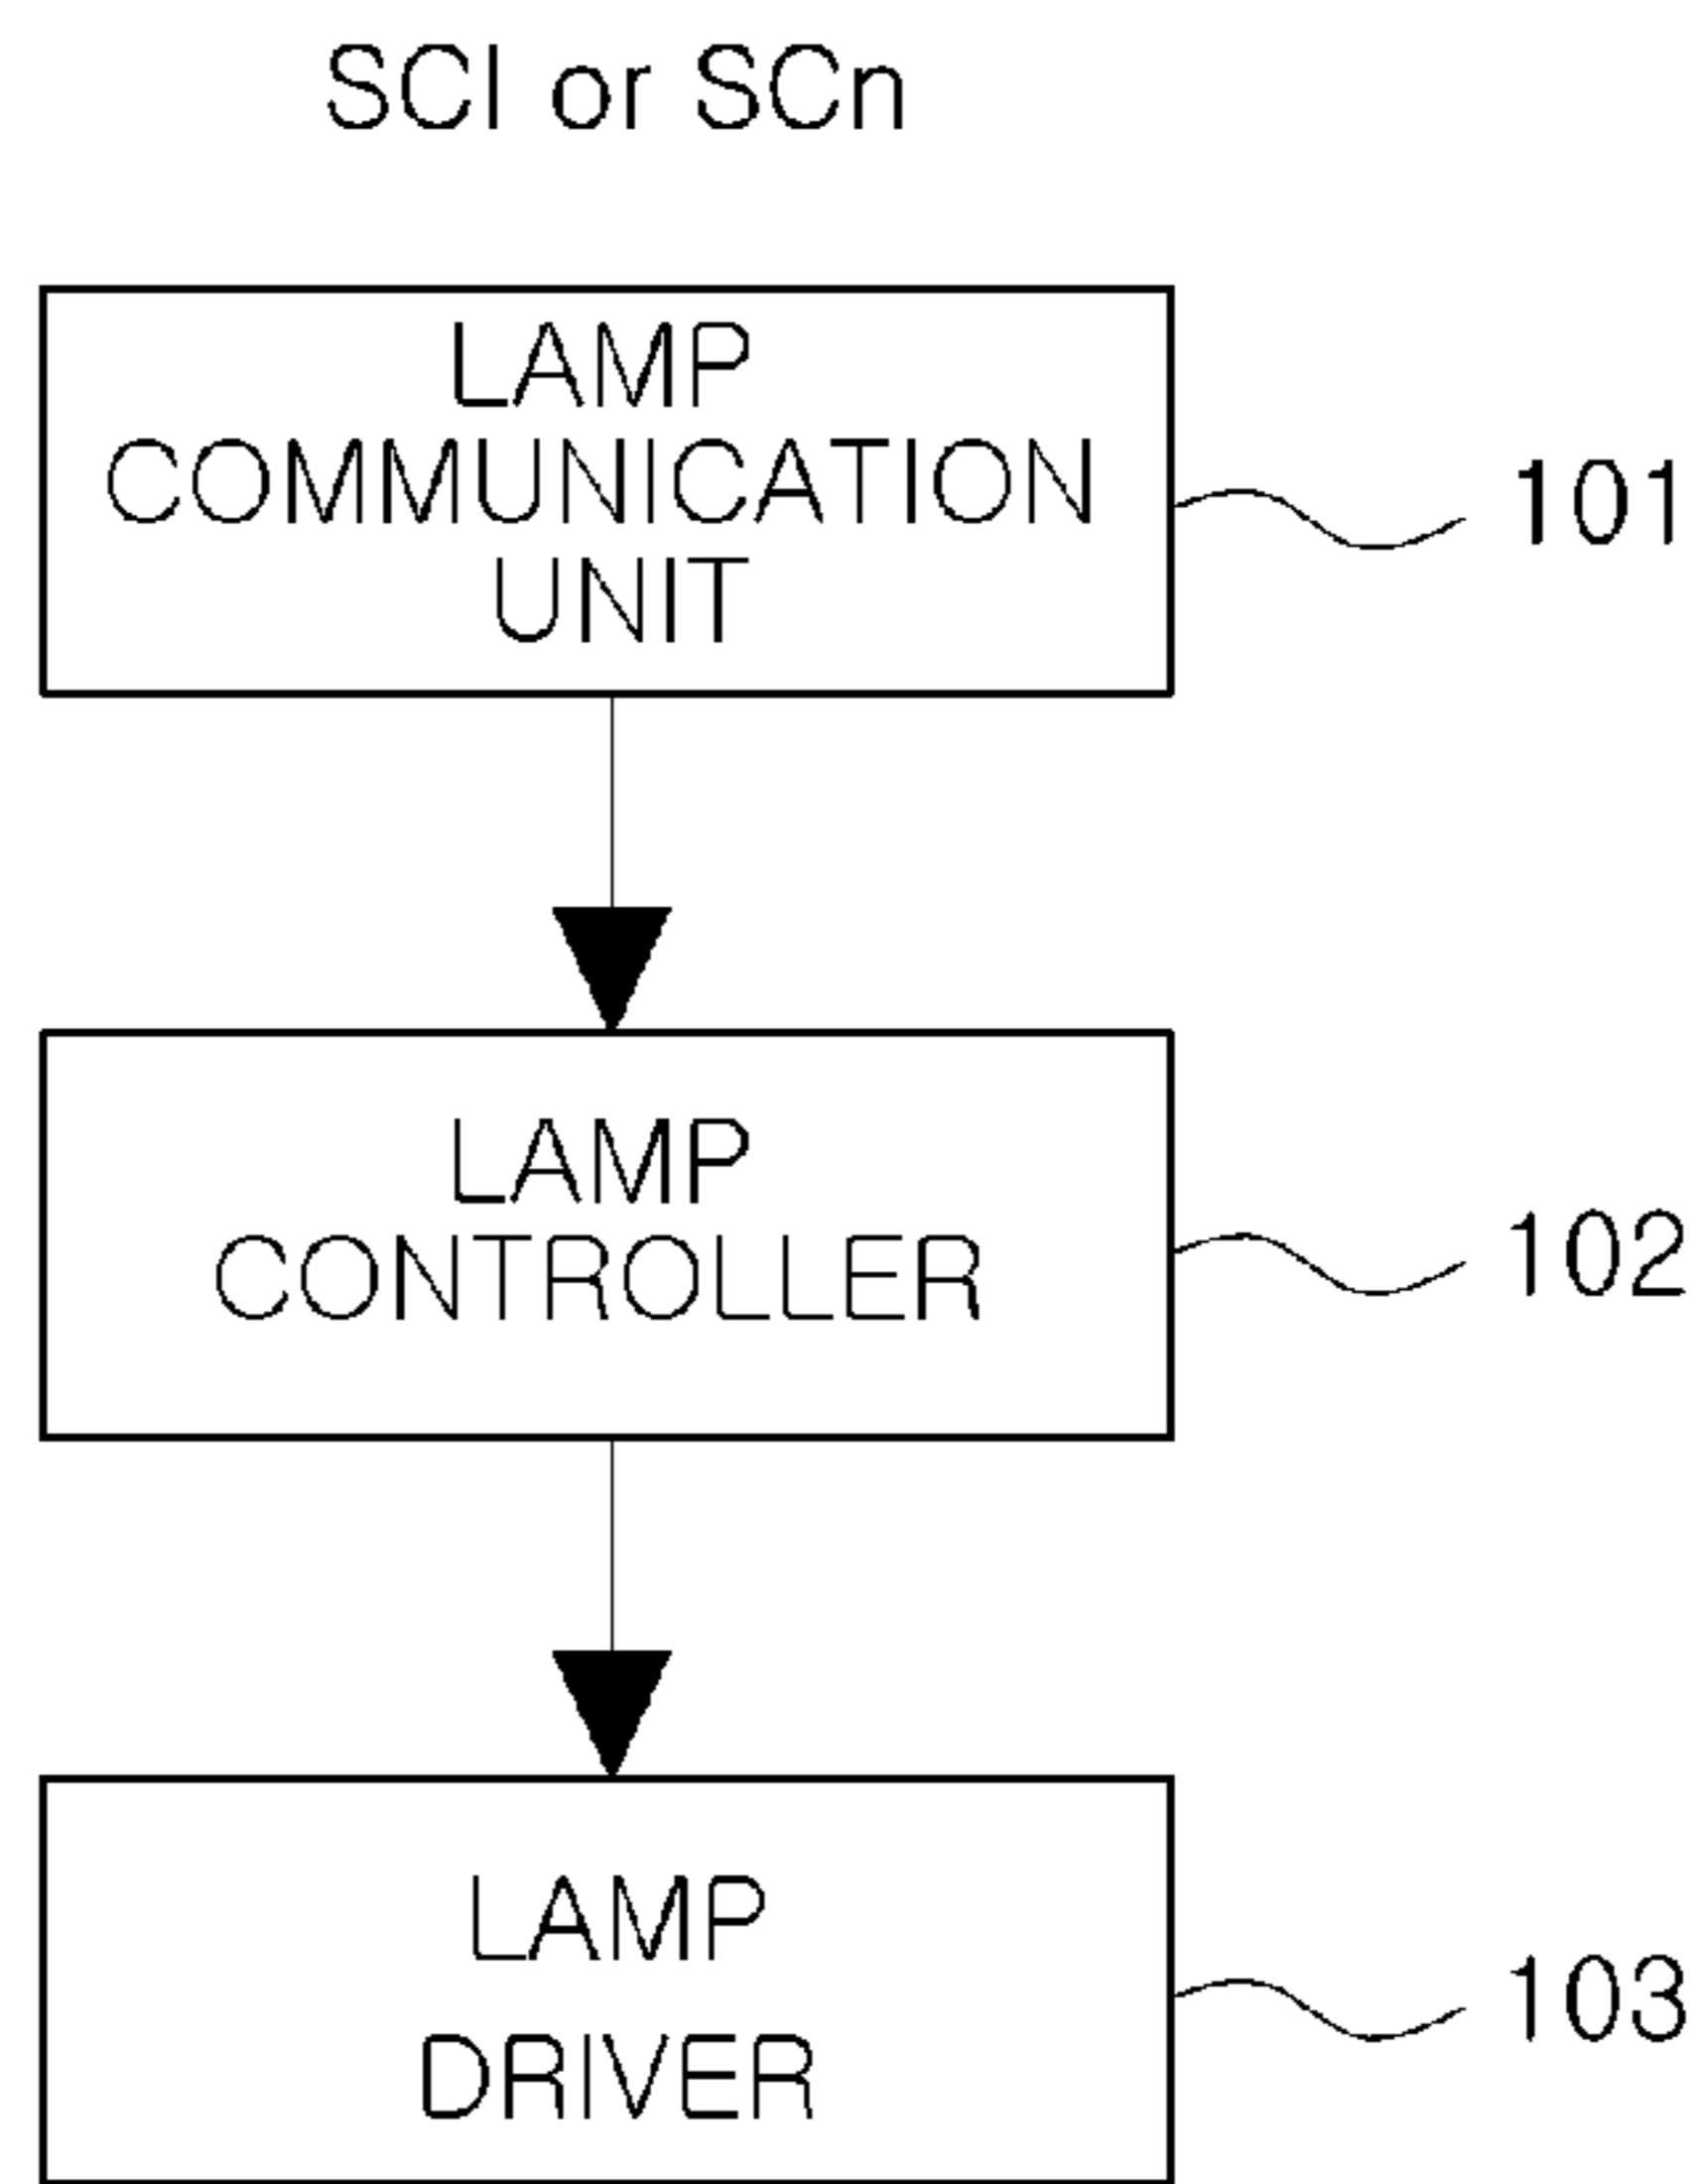 SCI or SCn
LAMP
COMMUNICATION
UNIT
101
LAMP
CONTROLLER
102
LAMP
DRIVER
103